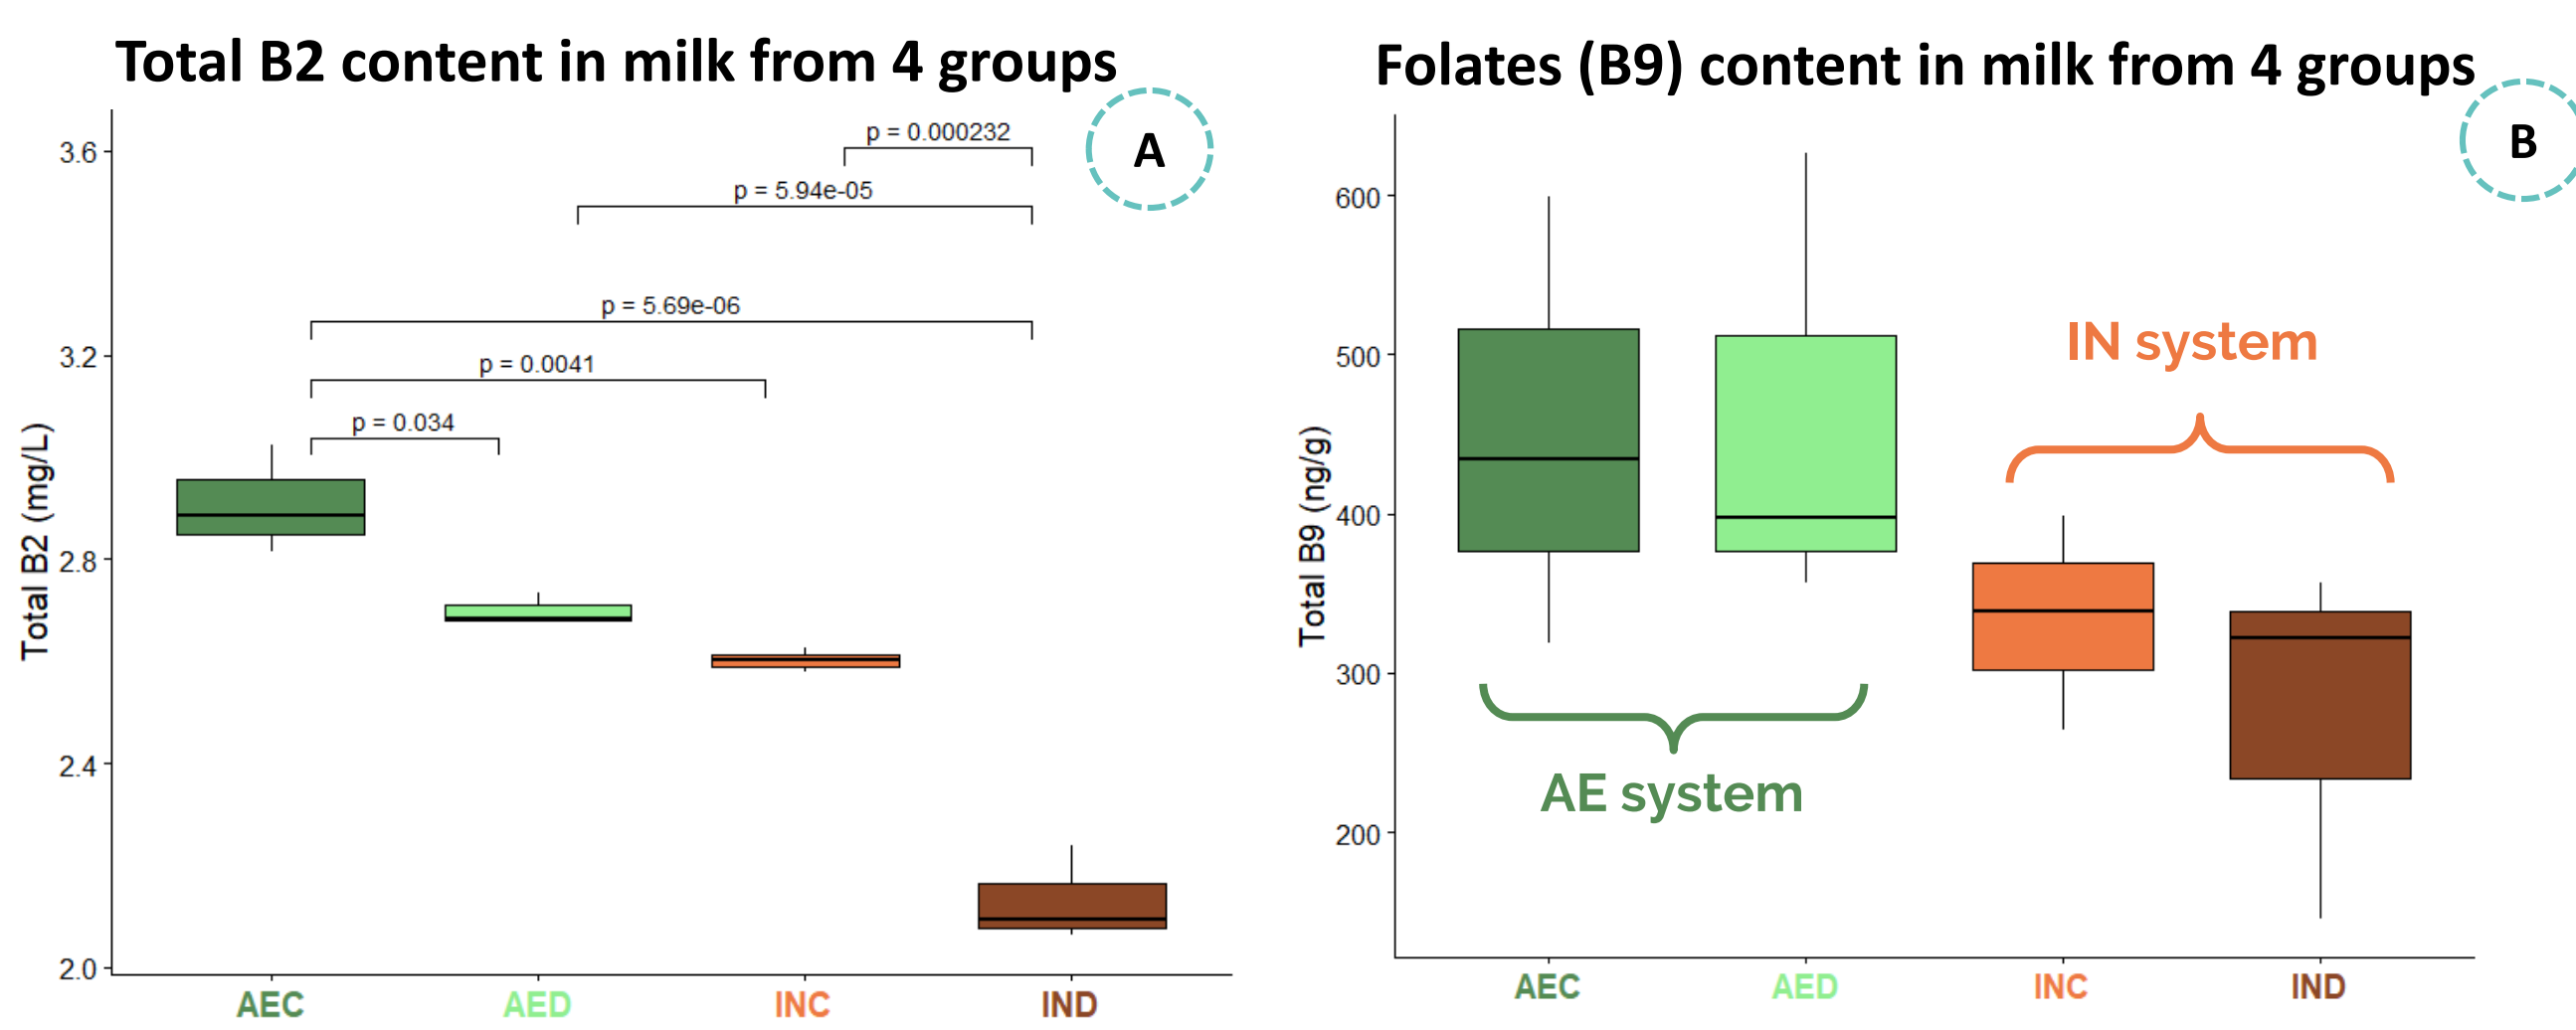 Total B2 content in milk from 4 groups
A
p = 0.000232
p = 5.94e-05
p = 5.69e-06
p = 0.0041
p = 0.034
Total B2 (mg/L)
3.6
3.2
2.8
2.4
2.0
AEC
AED
INC
IND
Folates (B9) content in milk from 4 groups
B
Total B9 (ng/g)
600
500
400
300
200
IN system
AE system
AEC
AED
INC
IND